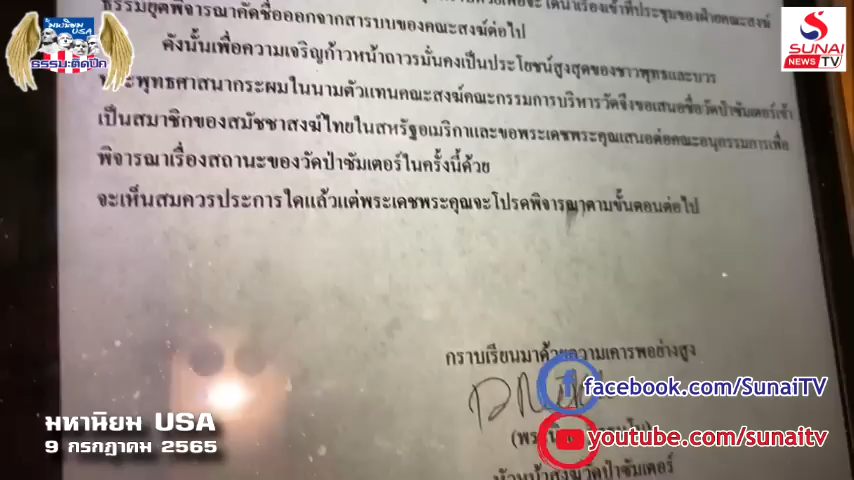 ธรรมยุตพิจารณาคัดชื่อออกจากสารบบของคณะสงฆ์ต่อไป
ดังนั้นเพื่อความเจริญก้าวหน้าถาวรมั่นคงเป็นประโยชน์สูงสุดของชาวพุทธและบวร
พระพุทธศาสนากระผมในนามตัวแทนคณะสงฆ์คณะกรรมการบริหารวัดจึงขอเสนอชื่อวัดป่าซัมเตอร์เข้า
เป็นสมาชิกของสมัชชาสงฆ์ไทยในสหรัฐอเมริกาและขอพระเดชพระคุณเสนอต่อคณะอนุกรรมการเพื่อ
พิจารณาเรื่องสถานะของวัดป่าซัมเตอร์ในครั้งนี้ด้วย
จะเห็นสมควรประการใดแล้วแต่พระเดชพระคุณจะโปรดพิจารณาตามขั้นตอนต่อไป
กราบเรียนมาด้วยความเคารพอย่างสูง
หัวหน้าสงฆ์วัดป่าซัมเตอร์
มหานิยม
USA
ธรรมะติดปีก
SUNAI
NEWS TV
facebook.com/SunaiTV
youtube.com/sunaitv
มหานิยม USA
9 กรกฎาคม 2565